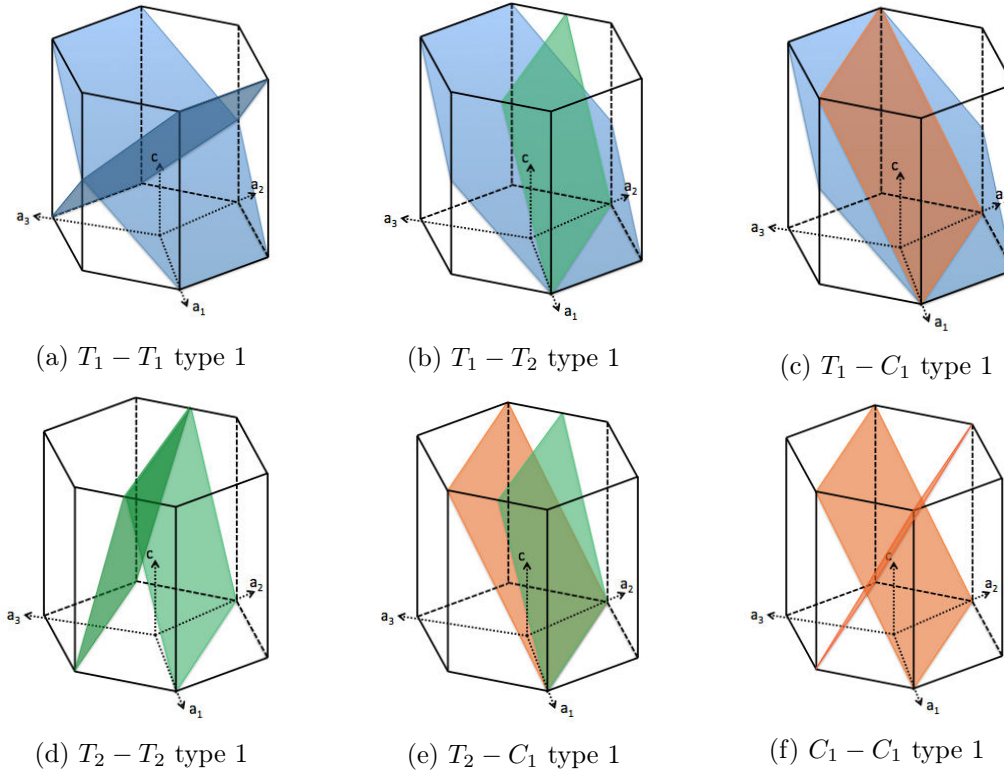 c
a₂
a₃
a₁
c
a₂
a₃
a₁
c
a
a₃
a₁
(a) T₁ − T₁ type 1
(b) T₁ − T₂ type 1
(c) T₁ − C₁ type 1
c
a₂
a₃
a₁
c
a₂
a₃
a₁
c
a₂
a₃
a₁
(d) T₂ − T₂ type 1
(e) T₂ − C₁ type 1
(f) C₁ − C₁ type 1